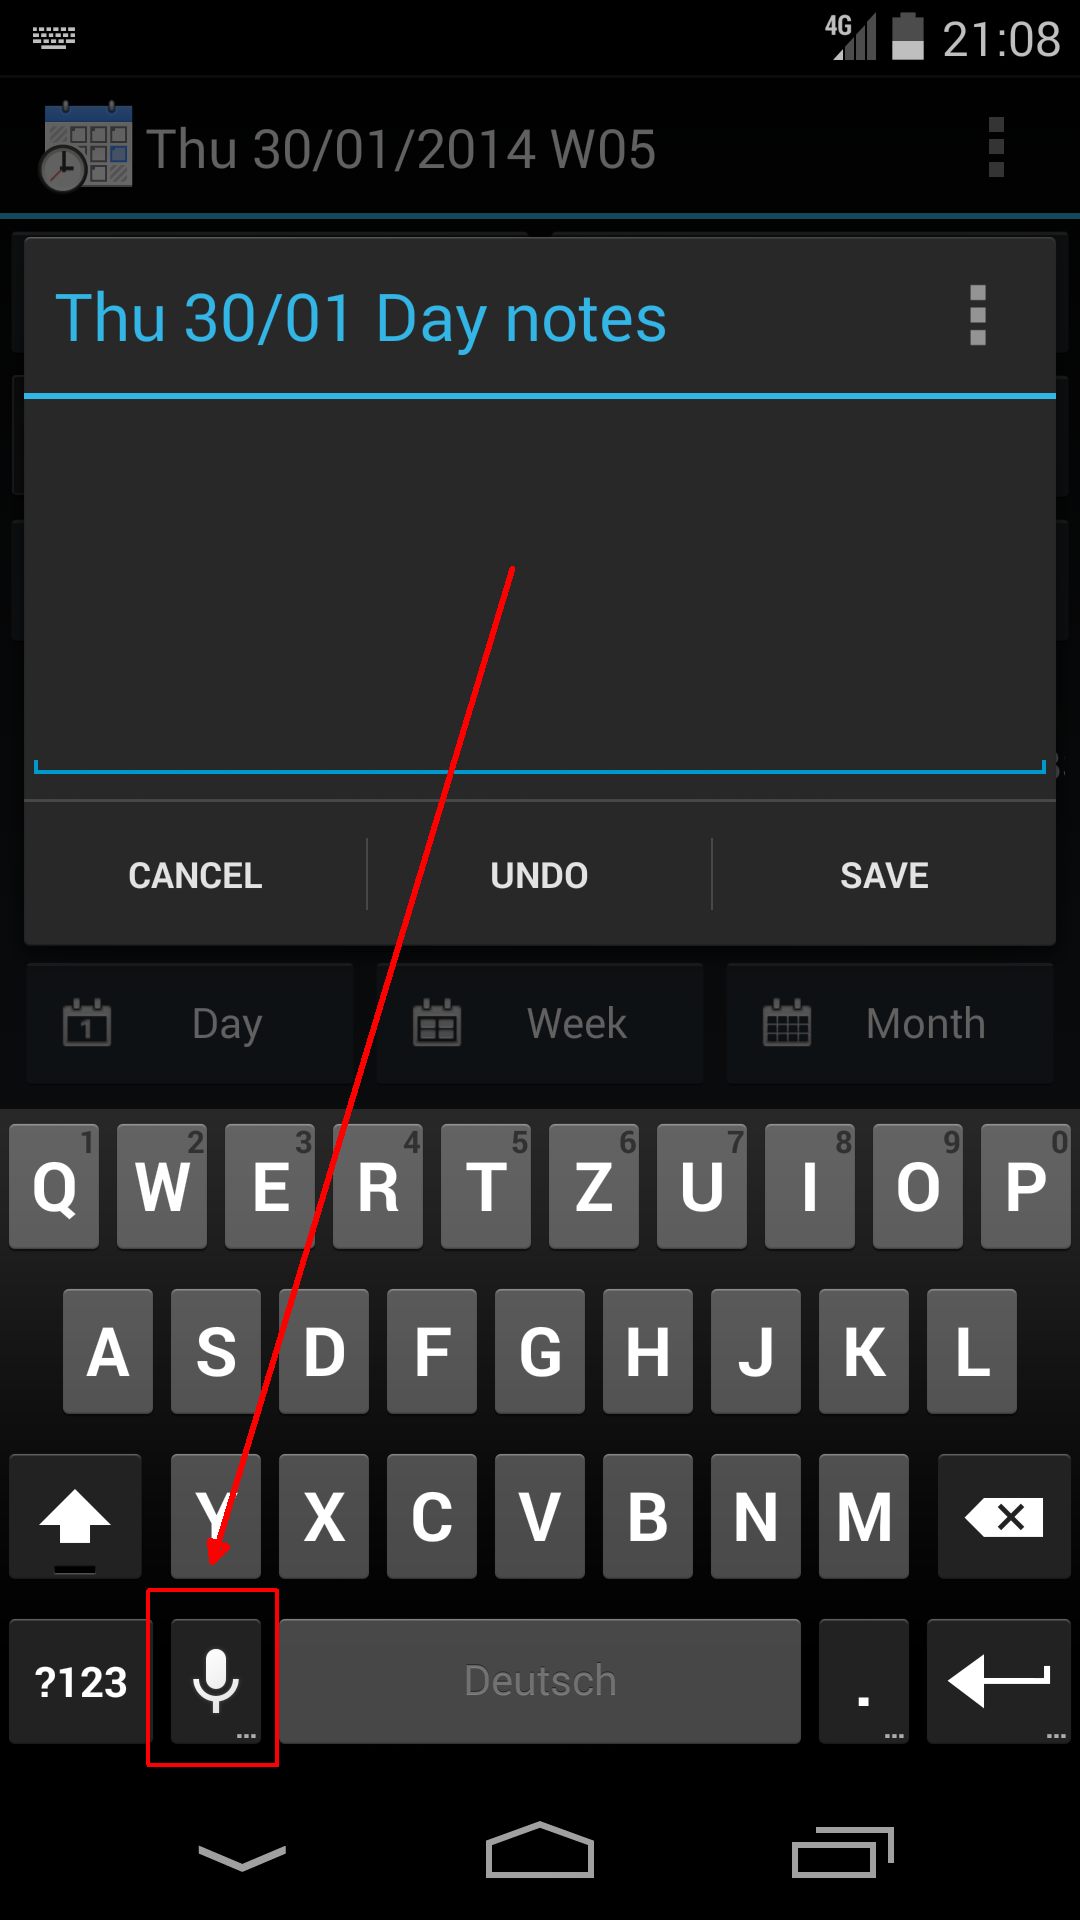 4G 21:08
Thu 30/01/2014 W05
Thu 30/01 Day notes
CANCEL UNDO SAVE
1 Day Week Month
1 2 3 4 5 6 7 8 9 0
Q W E R T Z U I O P
A S D F G H J K L
Y X C V B N M
?123 ... Deutsch . ... ...